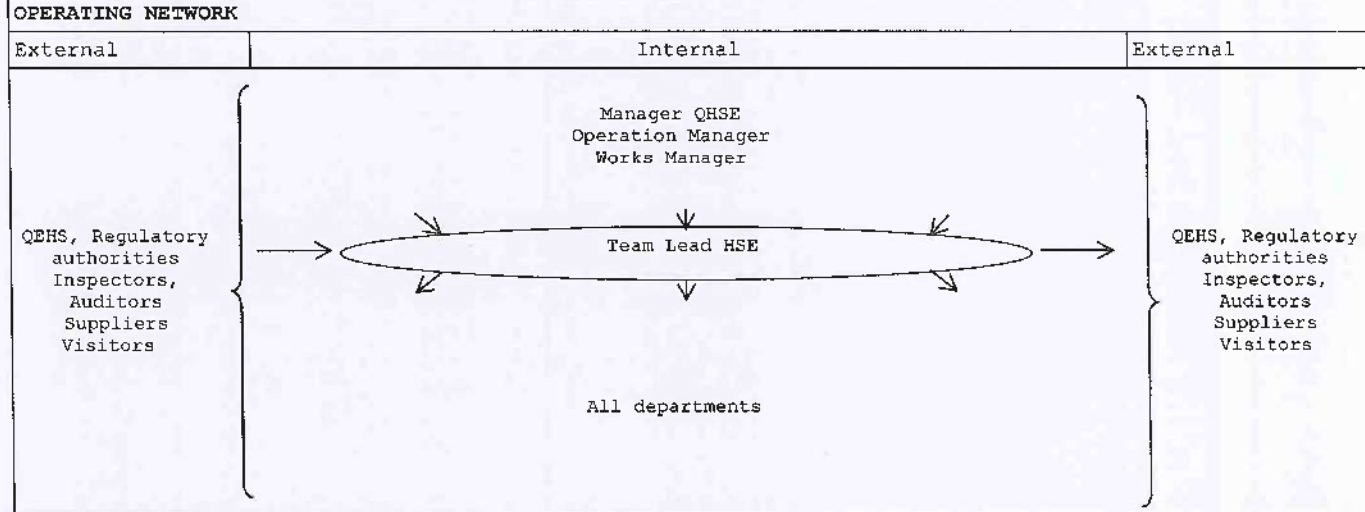 OPERATING NETWORK
External
Internal
External
Manager QHSE
Operation Manager
Works Manager
QEHS, Regulatory
authorities
Inspectors,
Auditors
Suppliers
Visitors
Team Lead HSE
QEHS, Regulatory
authorities
Inspectors,
Auditors
Suppliers
Visitors
All departments